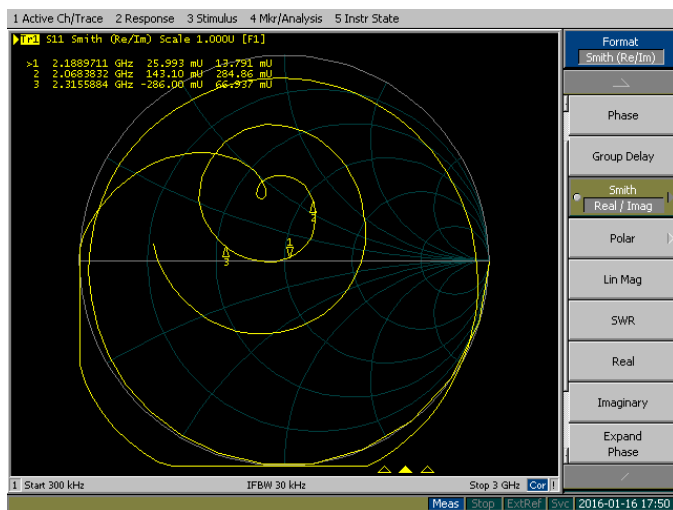 1 Active Ch/Trace 2 Response 3 Stimulus 4 Mkr/Analysis 5 Instr State
Tr1 S11 Smith (Re/Im) Scale 1.000U [F1]
>1 2.1889711 GHz 25.993 mU 13.791 mU
2 2.0683832 GHz 143.10 mU 284.86 mU
3 2.3155884 GHz -286.00 mU 66.937 mU
2
1
3
Format
Smith (Re/Im)
Phase
Group Delay
Smith
Real / Imag
Polar
Lin Mag
SWR
Real
Imaginary
Expand
Phase
1 Start 300 kHz IFBW 30 kHz Stop 3 GHz Cor !
Meas Stop ExtRef Svc 2016-01-16 17:50